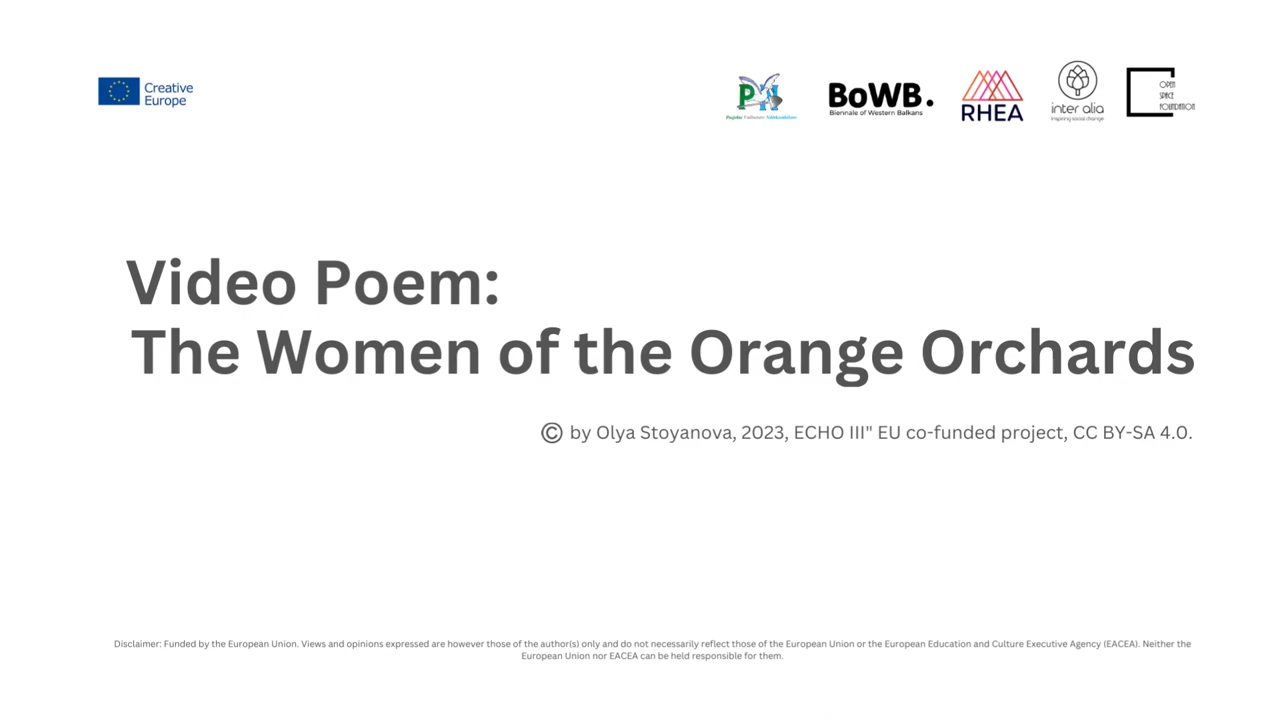 Creative
Europe
BoWB.
Biennale of Western Balkans
RHEA
inter alia
inspiring social change
OPEN
SPACE
FOUNDATION
Video Poem:
The Women of the Orange Orchards
© by Olya Stoyanova, 2023, ECHO III" EU co-funded project, CC BY-SA 4.0.
Disclaimer: Funded by the European Union. Views and opinions expressed are however those of the author(s) only and do not necessarily reflect those of the European Union or the European Education and Culture Executive Agency (EACEA). Neither the
European Union nor EACEA can be held responsible for them.